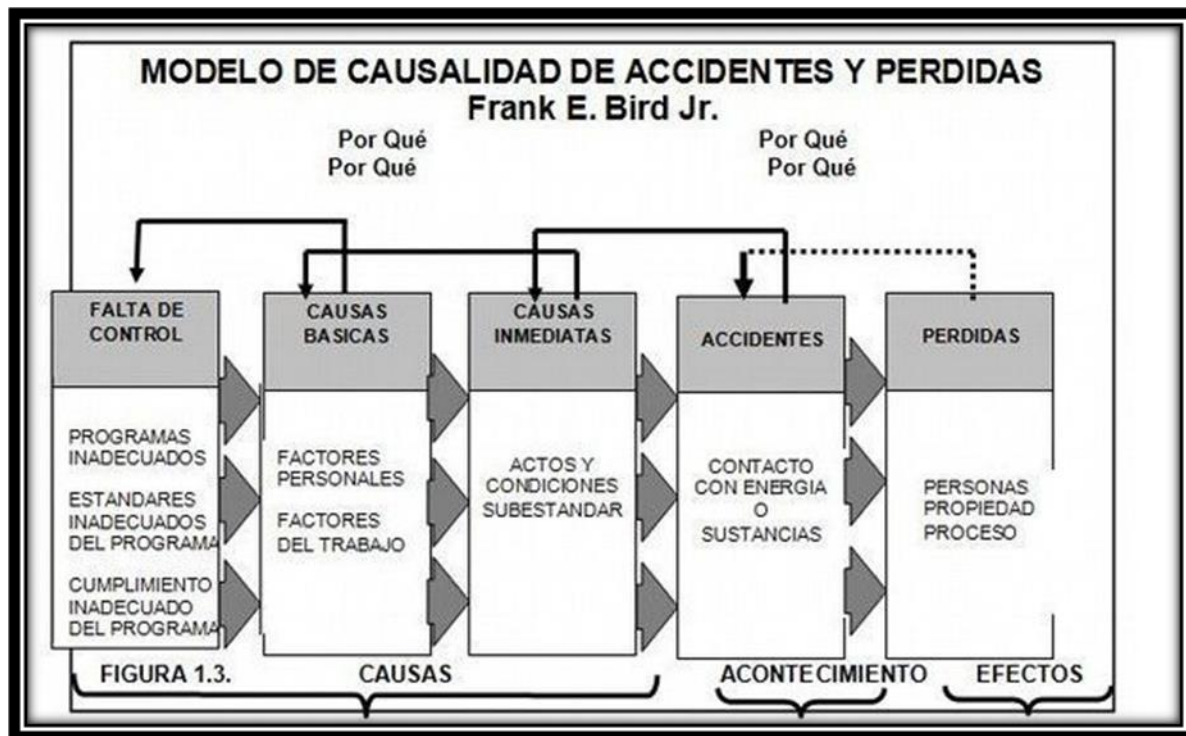 MODELO DE CAUSALIDAD DE ACCIDENTES Y PERDIDAS
Frank E. Bird Jr.
Por Qué
Por Qué
Por Qué
Por Qué
FALTA DE
CONTROL
PROGRAMAS
INADECUADOS
ESTANDARES
INADECUADOS
DEL PROGRAMA
CUMPLIMIENTO
INADECUADO
DEL PROGRAMA
CAUSAS
BASICAS
FACTORES
PERSONALES
FACTORES
DEL TRABAJO
CAUSAS
INMEDIATAS
ACTOS Y
CONDICIONES
SUBESTANDAR
ACCIDENTES
CONTACTO
CON ENERGIA
O
SUSTANCIAS
PERDIDAS
PERSONAS
PROPIEDAD
PROCESO
FIGURA 1.3.
CAUSAS
ACONTECIMIENTO
EFECTOS